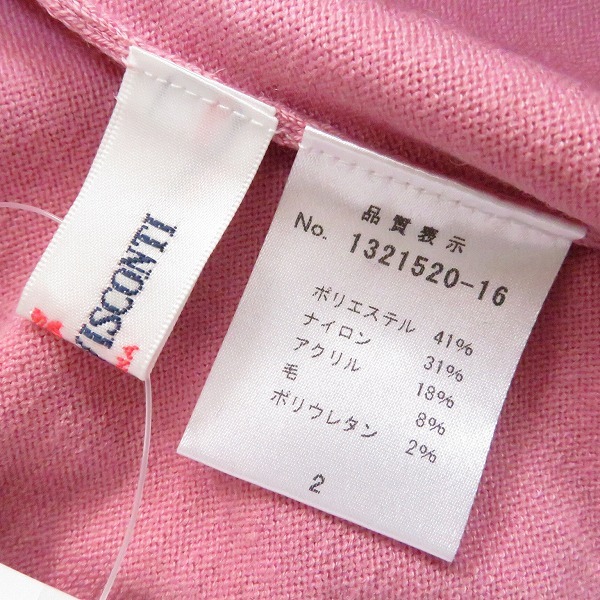 VISCONTI
NA
品質表示
No. 1321520-16
ポリエステル 41%
ナイロン 31%
アクリル 18%
毛 8%
ポリウレタン 2%
2